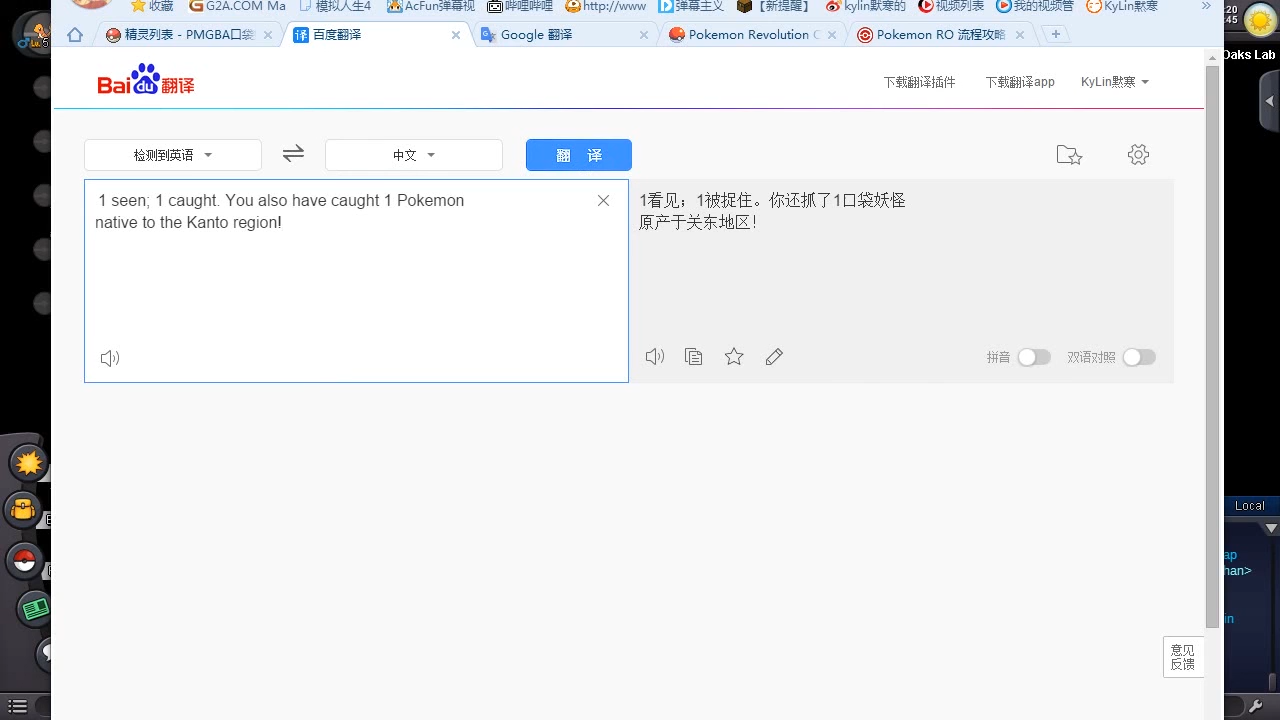 收藏 G2A.COM Ma 模拟人生4 AcFun弹幕视 哔哩哔哩 http://www 弹幕主义 【新提醒】 kylin默寒的 视频列表 我的视频管 KyLin默寒 »
精灵列表 - PMGBA口袋 百度翻译 Google 翻译 Pokemon Revolution Pokemon RO 流程攻略
Oaks Lab
Bai du 翻译 下载翻译插件 下载翻译app KyLin默寒
检测到英语 中文 翻 译
1 seen; 1 caught. You also have caught 1 Pokemon
native to the Kanto region!
1看见；1被捉住。你还抓了1口袋妖怪
原产于关东地区！
拼音 双语对照
Local
意见
反馈